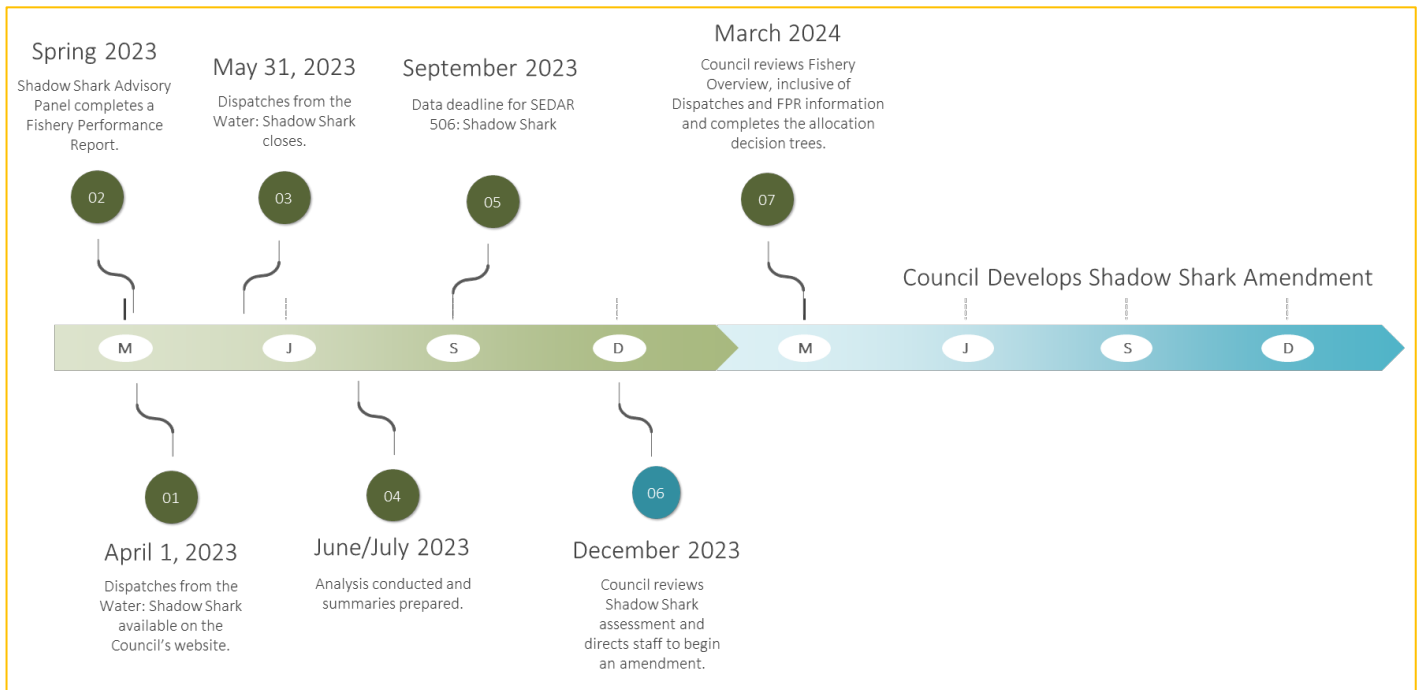 Spring 2023
Shadow Shark Advisory
Panel completes a
Fishery Performance
Report.
02
May 31, 2023
Dispatches from the
Water: Shadow Shark
closes.
03
September 2023
Data deadline for SEDAR
506: Shadow Shark
05
March 2024
Council reviews Fishery
Overview, inclusive of
Dispatches and FPR information
and completes the allocation
decision trees.
07
Council Develops Shadow Shark Amendment
M
J
S
D
M
J
S
D
01
April 1, 2023
Dispatches from the
Water: Shadow Shark
available on the
Council's website.
04
June/July 2023
Analysis conducted and
summaries prepared.
06
December 2023
Council reviews
Shadow Shark
assessment and
directs staff to begin
an amendment.